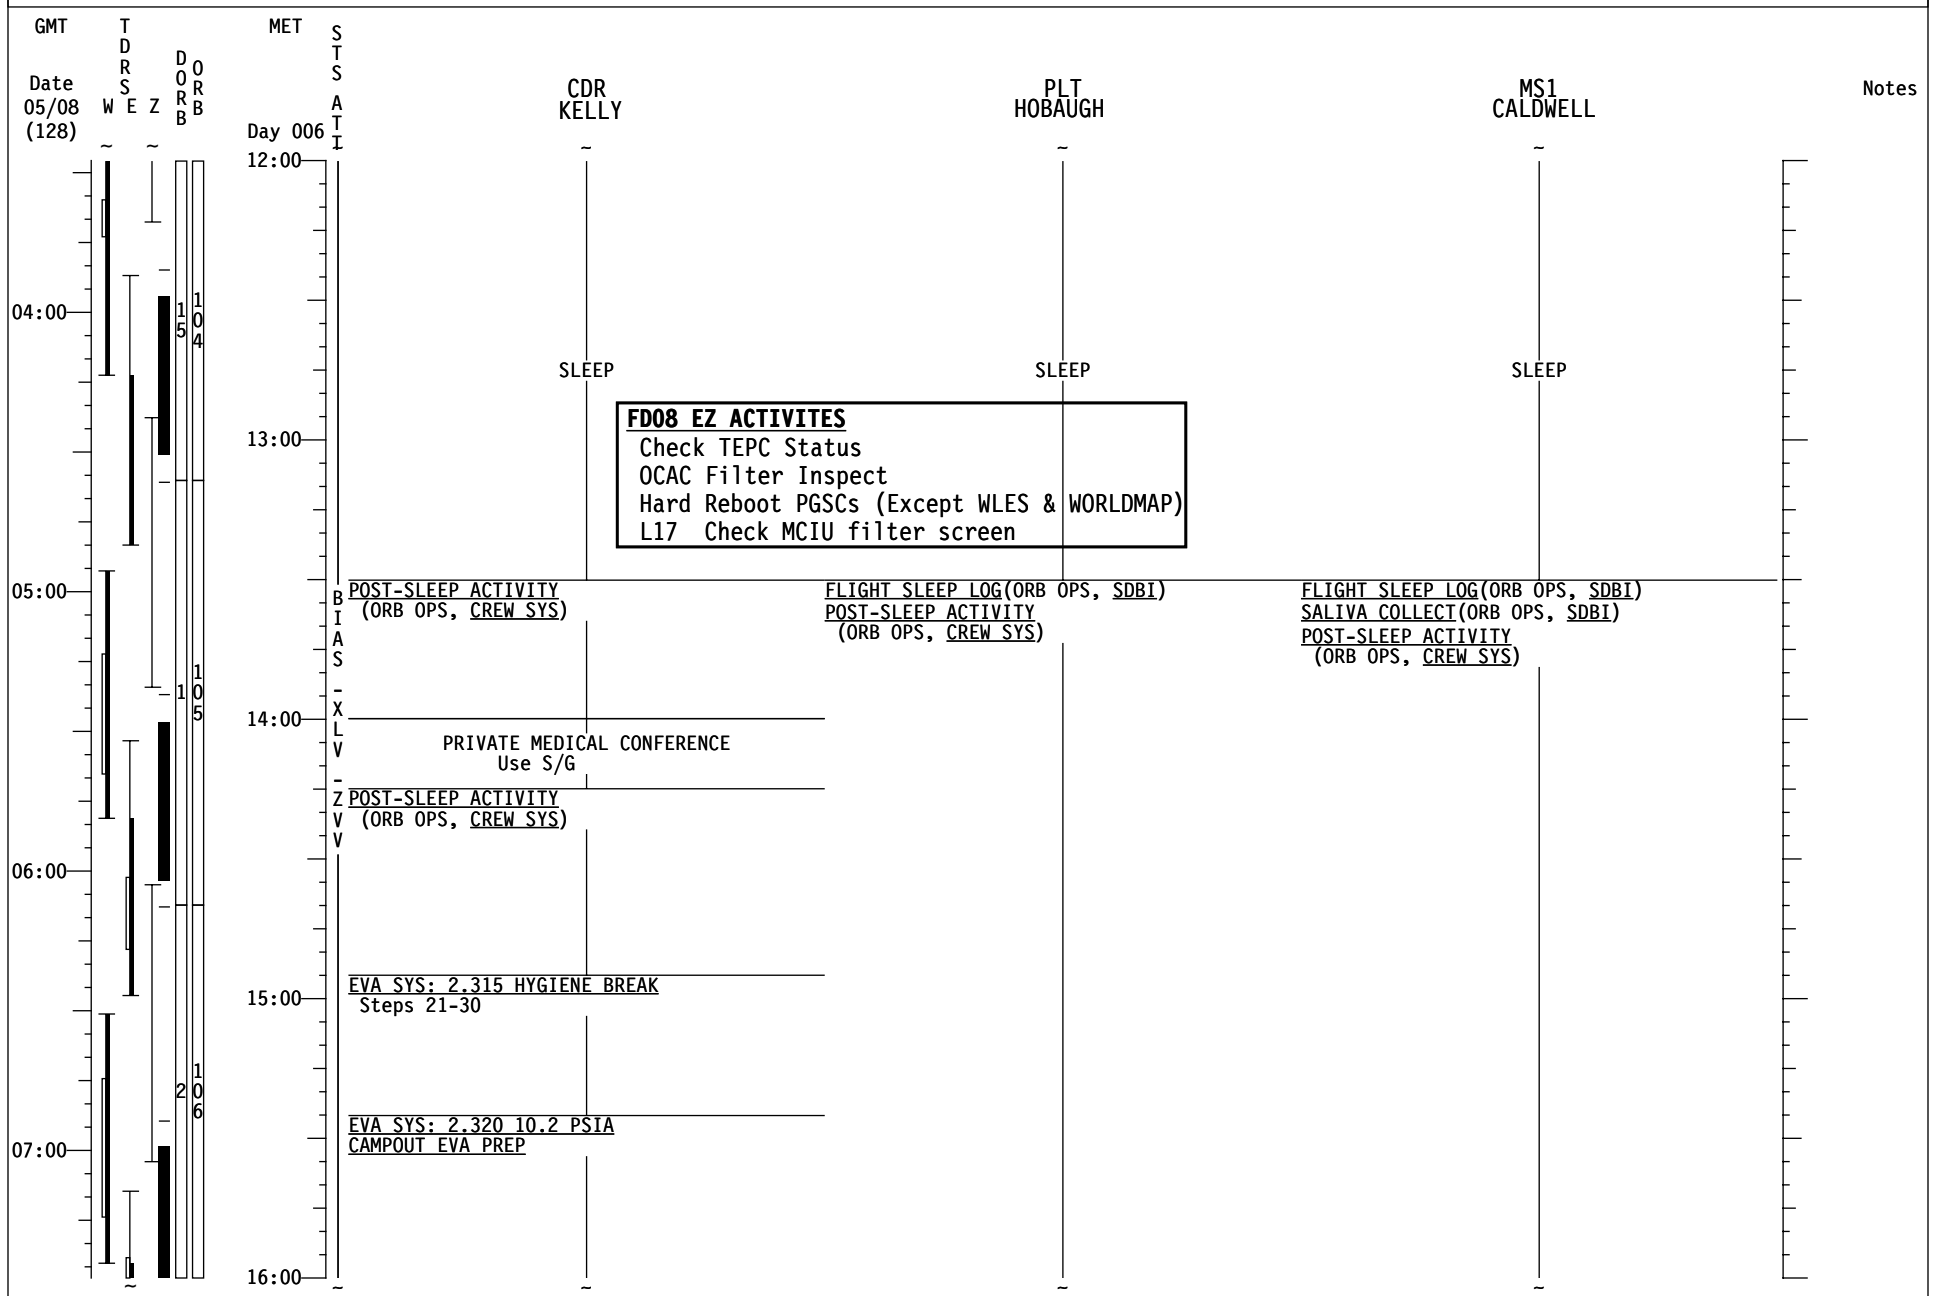 GMT
TDRS
DORB
ORB
MET
STS ATT
Date
05/08
(128)
W E Z
Day 006
CDR
KELLY
PLT
HOBAUGH
MS1
CALDWELL
Notes
~ ~ ~ ~ ~
12:00
04:00
15
104
SLEEP SLEEP SLEEP
FD08 EZ ACTIVITES
Check TEPC Status
OCAC Filter Inspect
Hard Reboot PGSCs (Except WLES & WORLDMAP)
L17 Check MCIU filter screen
13:00
05:00
BIAS -XLV -ZVV
POST-SLEEP ACTIVITY
(ORB OPS, CREW SYS)
FLIGHT SLEEP LOG(ORB OPS, SDBI)
POST-SLEEP ACTIVITY
(ORB OPS, CREW SYS)
FLIGHT SLEEP LOG(ORB OPS, SDBI)
SALIVA COLLECT(ORB OPS, SDBI)
POST-SLEEP ACTIVITY
(ORB OPS, CREW SYS)
1
105
14:00
PRIVATE MEDICAL CONFERENCE
Use S/G
POST-SLEEP ACTIVITY
(ORB OPS, CREW SYS)
06:00
EVA SYS: 2.315 HYGIENE BREAK
Steps 21-30
15:00
2
106
EVA SYS: 2.320 10.2 PSIA
CAMPOUT EVA PREP
07:00
16:00
~ ~ ~ ~ ~